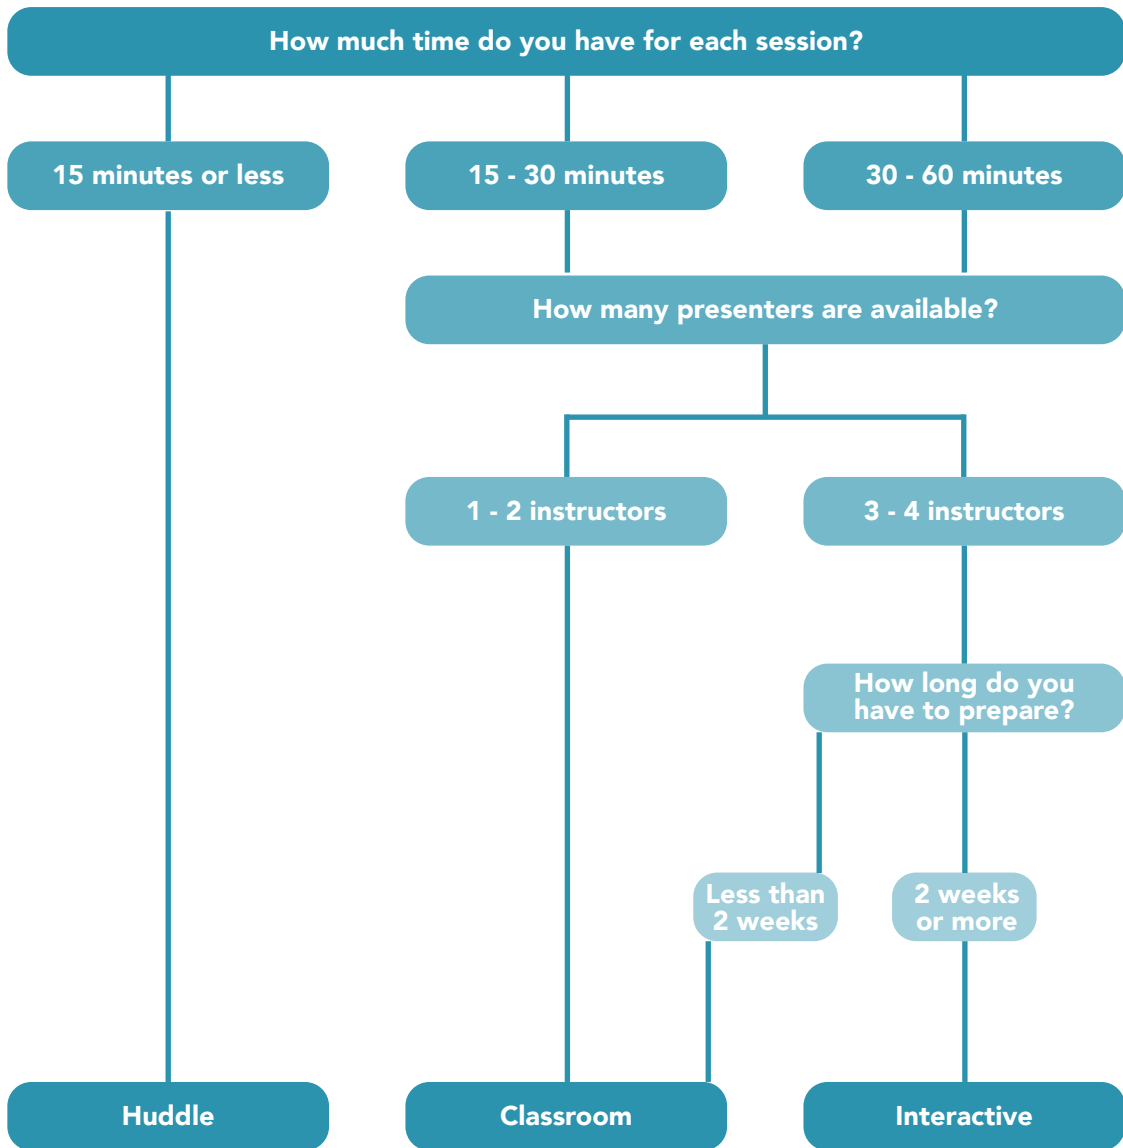 How much time do you have for each session?
15 minutes or less
15 - 30 minutes
30 - 60 minutes
How many presenters are available?
1 - 2 instructors
3 - 4 instructors
How long do you
have to prepare?
Less than
2 weeks
2 weeks
or more
Huddle
Classroom
Interactive